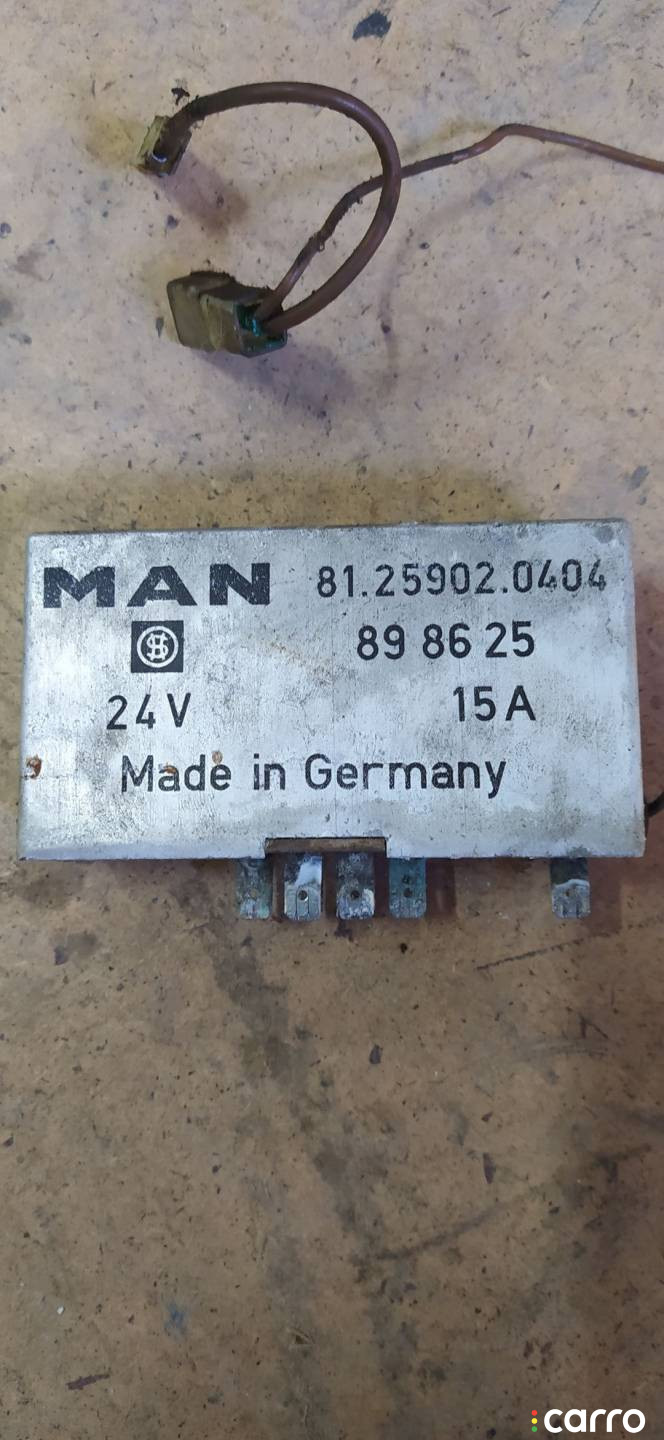 MAN 81.25902.0404
89 86 25
24V 15A
Made in Germany
carro